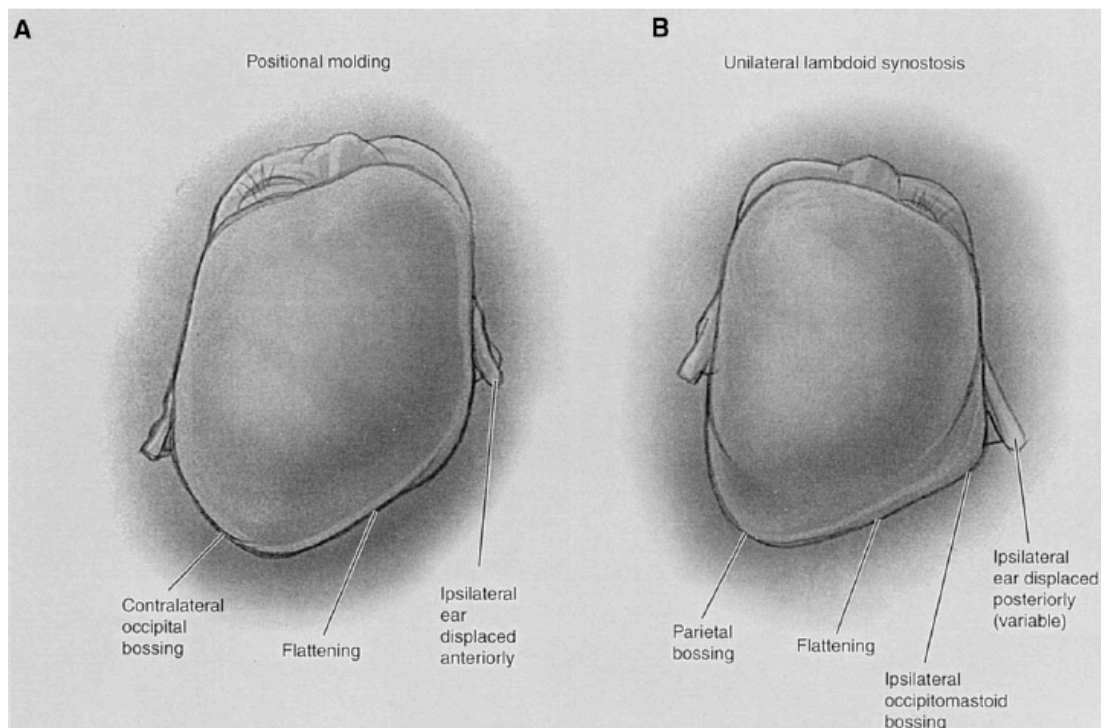 A
Positional molding
Contralateral
occipital
bossing
Flattening
Ipsilateral
ear
displaced
anteriorly
B
Unilateral lambdoid synostosis
Parietal
bossing
Flattening
Ipsilateral
occipitomastoid
bossing
Ipsilateral
ear displaced
posteriorly
(variable)